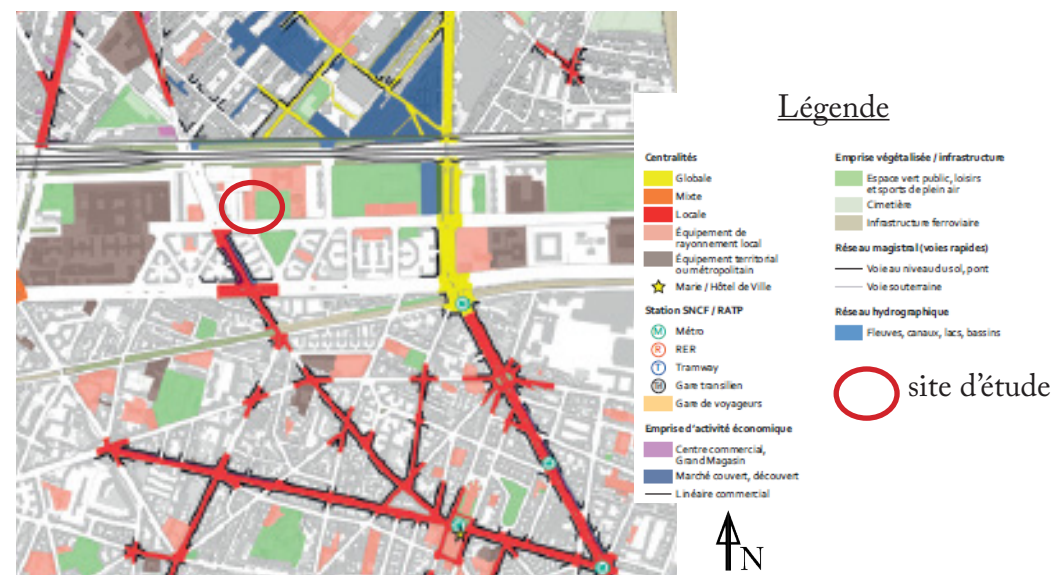 Légende
Centralités
Globale
Mixte
Locale
Équipement de
rayonnement local
Équipement territorial
ou métropolitain
Marie / Hôtel de Ville
Station SNCF / RATP
M Métro
R RER
T Tramway
Gare transilien
Gare de voyageurs
Emprise d'activité économique
Centre commercial,
Grand Magasin
Marché couvert, découvert
Linéaire commercial
Emprise végétalisée / infrastructure
Espace vert public, loisirs
et sports de plein air
Cimetière
Infrastructure ferroviaire
Réseau magistral (voies rapides)
Voie au niveau du sol, pont
Voie souterraine
Réseau hydrographique
Fleuves, canaux, lacs, bassins
site d'étude
N